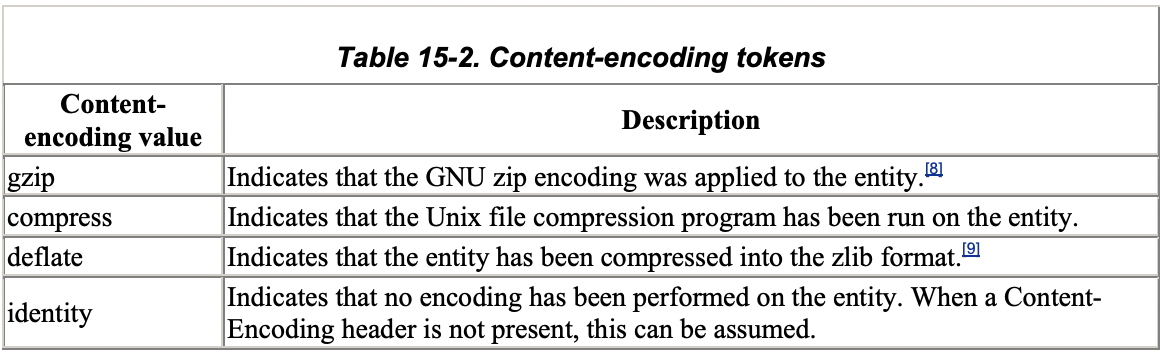 Table 15-2. Content-encoding tokens
Content-
encoding value
Description
gzip
Indicates that the GNU zip encoding was applied to the entity.[8]
compress
Indicates that the Unix file compression program has been run on the entity.
deflate
Indicates that the entity has been compressed into the zlib format.[9]
identity
Indicates that no encoding has been performed on the entity. When a Content-
Encoding header is not present, this can be assumed.